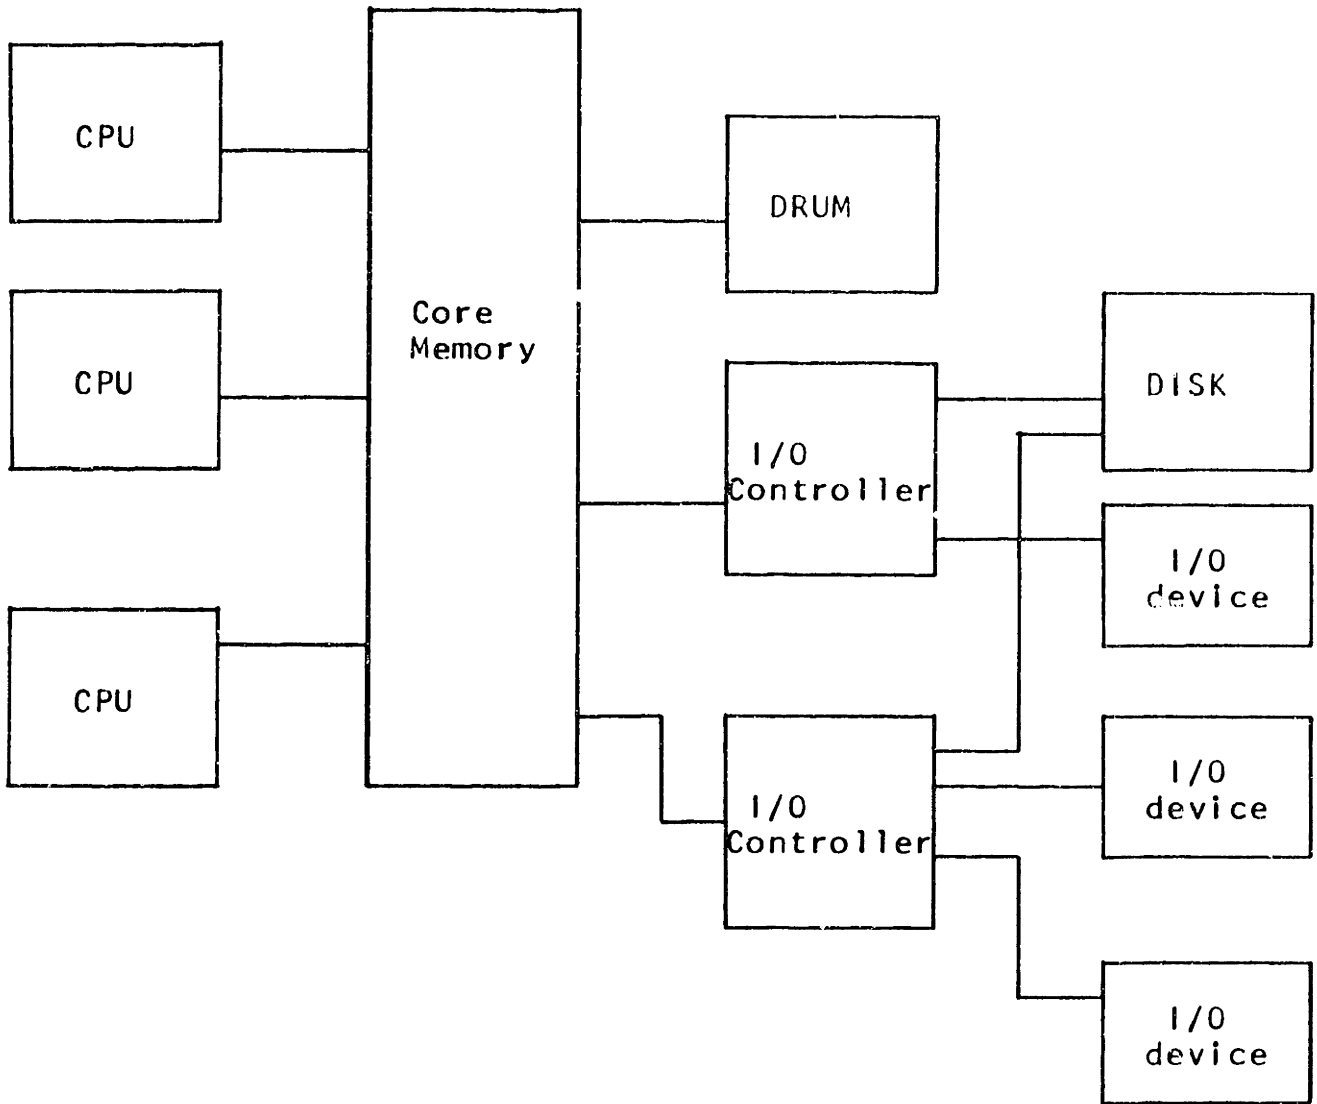 CPU
CPU
CPU
Core
Memory
DRUM
I/O
Controller
I/O
Controller
DISK
I/O
device
I/O
device
I/O
device